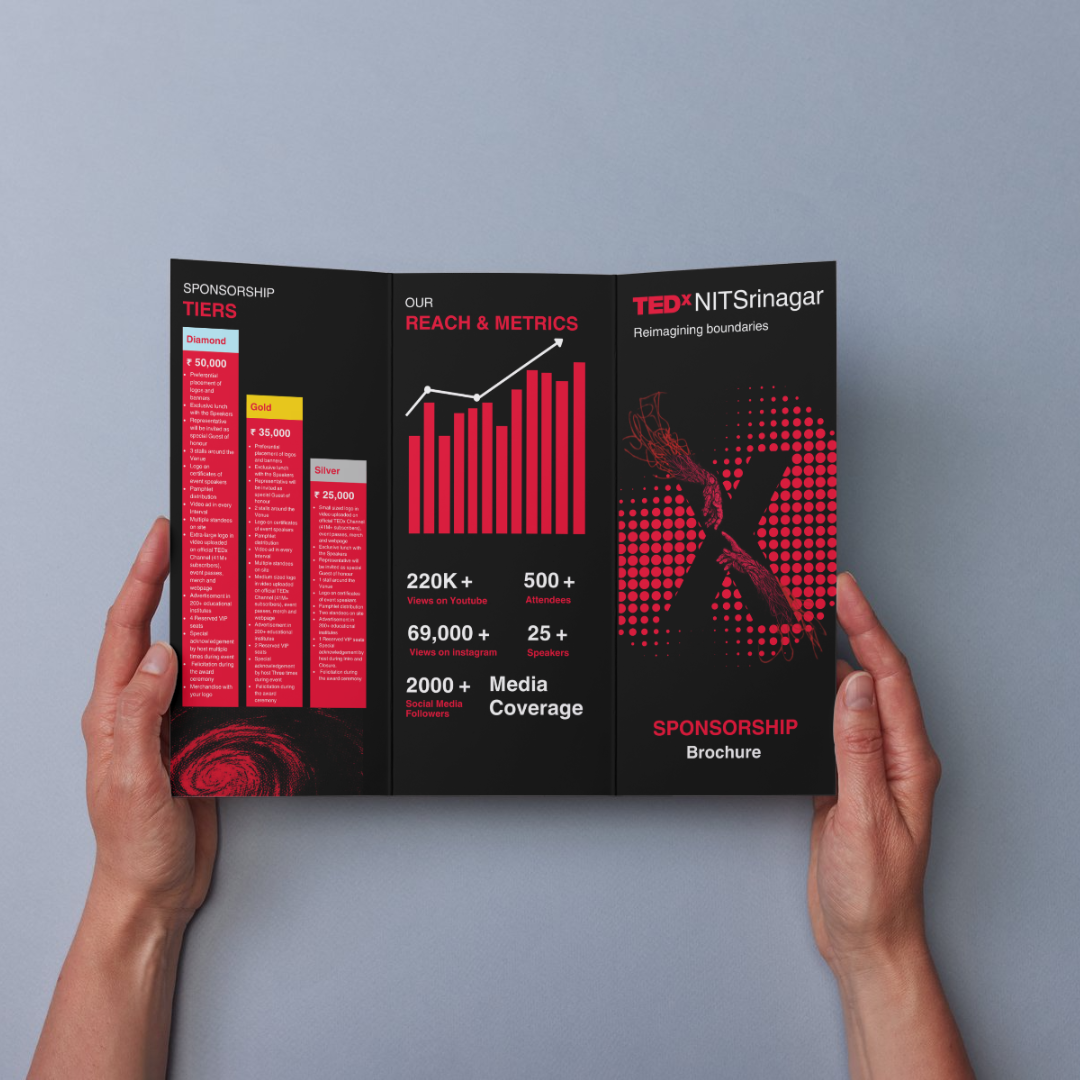 SPONSORSHIP
TIERS
Diamond
₹ 50,000
• Preferential
placement of
logos and
banners
• Exclusive lunch
with the Speakers
• Representative
will be invited as
special Guest of
honour
• 3 stalls around the
Venue
• Logo on
certificates of
event speakers
• Pamphlet
distribution
• Video ad in every
Interval
• Multiple standees
on site
• Extra-large logo in
video uploaded
on official TEDx
Channel (41M+
subscribers),
event passes,
merch and
webpage
• Advertisement in
200+ educational
institutes
• 4 Reserved VIP
seats
• Special
acknowledgement
by host multiple
times during event
• Felicitation during
the award
ceremony
• Merchandise with
your logo
Gold
₹ 35,000
• Preferential
placement of logos
and banners
• Exclusive lunch
with the Speakers
• Representative will
be invited as
special Guest of
honour
• 2 stalls around the
Venue
• Logo on certificates
of event speakers
• Pamphlet
distribution
• Video ad in every
Interval
• Multiple standees
on site
• Medium sized logo
in video uploaded
on official TEDx
Channel (41M+
subscribers), event
passes, merch and
webpage
• Advertisement in
200+ educational
institutes
• 2 Reserved VIP
seats
• Special
acknowledgement
by host Three times
during event
• Felicitation during
the award
ceremony
Silver
₹ 25,000
• Small sized logo in
video uploaded on
official TEDx Channel
(41M+ subscribers),
event passes, merch
and webpage
• Exclusive lunch with
the Speakers
• Representative will
be invited as special
Guest of honour
• 1 stall around the
Venue
• Logo on certificates
of event speakers
• Pamphlet distribution
• Two standees on site
• Advertisement in
200+ educational
institutes
• 1 Reserved VIP seats
• Special
acknowledgement by
host during Intro and
Closure.
• Felicitation during
the award ceremony
OUR
REACH & METRICS
220K +
Views on Youtube
500 +
Attendees
69,000 +
Views on instagram
25 +
Speakers
2000 +
Social Media
Followers
Media
Coverage
TEDx NITSrinagar
Reimagining boundaries
SPONSORSHIP
Brochure